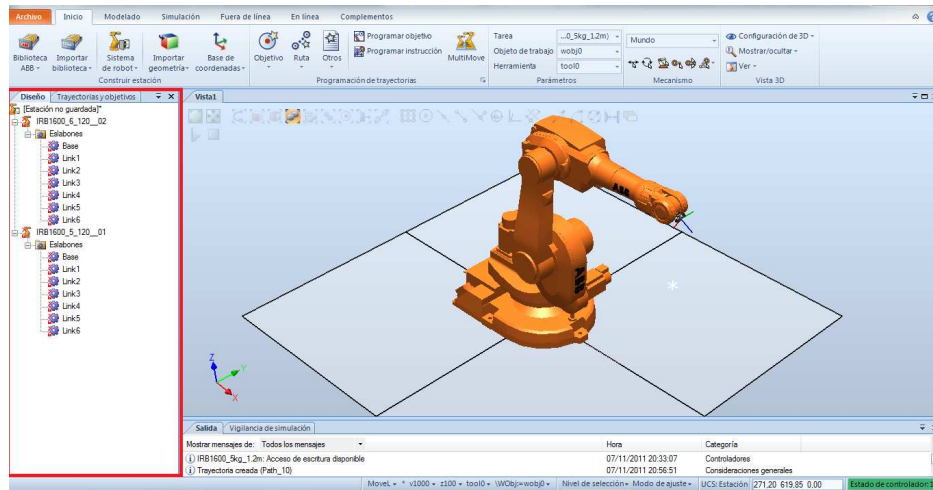 Archivo Inicio Modelado Simulación Fuera de línea En línea Complementos
Biblioteca ABB
Importar biblioteca
Sistema de robot
Importar geometría
Base de coordenadas
Construir estación
Objetivo
Ruta
Otros
Programar objetivo
Programar instrucción
MultiMove
Programación de trayectorias
Tarea ...0_5kg_1.2m)
Objeto de trabajo wobj0
Herramienta tool0
Parámetros
Mundo
Mecanismo
Configuración de 3D
Mostrar/ocultar
Ver
Vista 3D
Diseño Trayectorias y objetivos
Vista1
[Estación no guardada]*
IRB1600_6_120__02
Eslabones
Base
Link1
Link2
Link3
Link4
Link5
Link6
IRB1600_5_120__01
Eslabones
Base
Link1
Link2
Link3
Link4
Link5
Link6
ABB
ABB
Z
Y
X
Salida Vigilancia de simulación
Mostrar mensajes de: Todos los mensajes Hora Categoría
IRB1600_5kg_1.2m: Acceso de escritura disponible 07/11/2011 20:33:07 Controladores
Trayectoria creada (Path_10) 07/11/2011 20:56:51 Consideraciones generales
MoveL * v1000 z100 tool0 \WObj:=wobj0 Nivel de selección Modo de ajuste UCS: Estación 271,20 619,85 0,00 Estado de controlador: